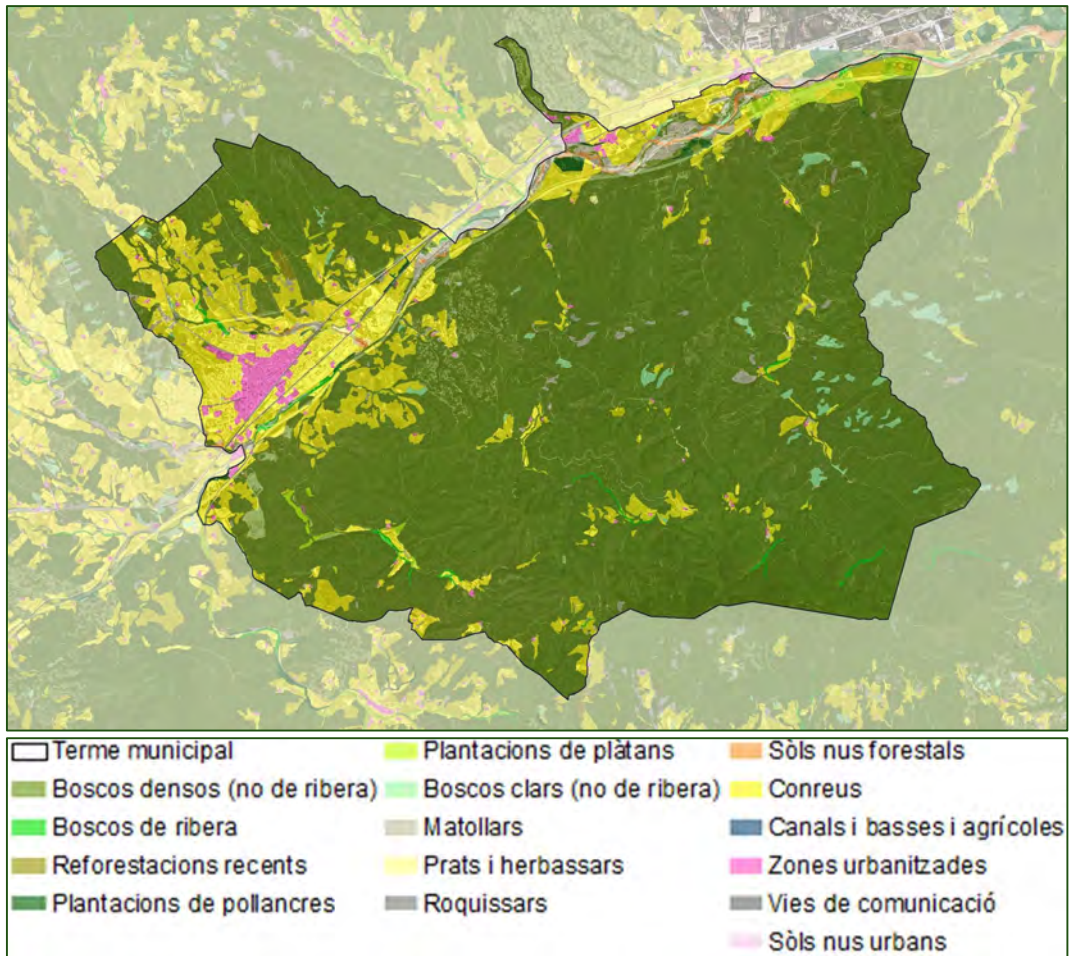 Terme municipal
Boscos densos (no de ribera)
Boscos de ribera
Reforestacions recents
Plantacions de pollancres
Plantacions de plàtans
Boscos clars (no de ribera)
Matollars
Prats i herbassars
Roquissars
Sòls nus forestals
Conreus
Canals i basses i agrícoles
Zones urbanitzades
Vies de comunicació
Sòls nus urbans